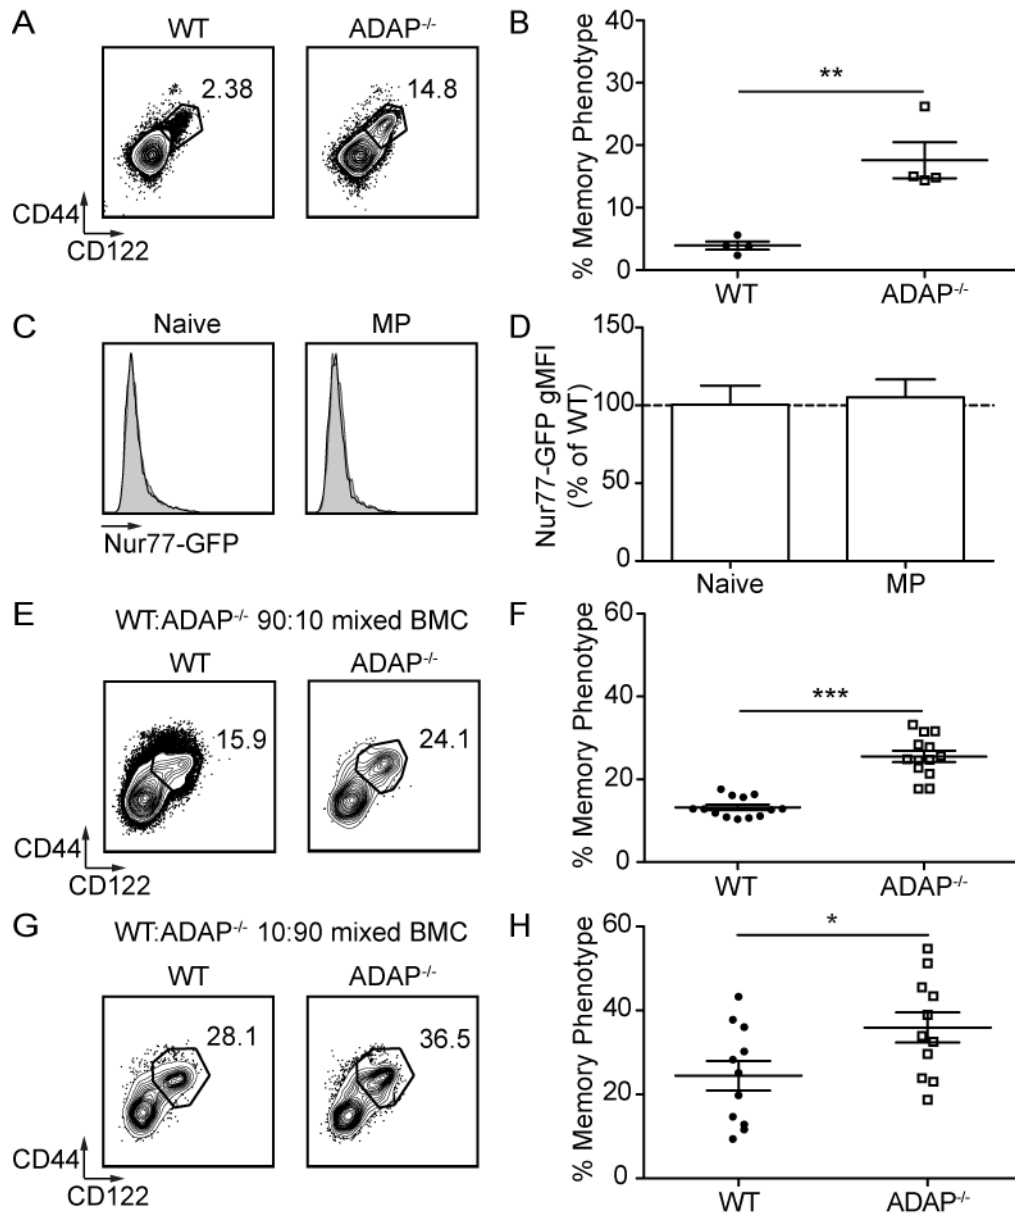 A
WT
ADAP-/-
2.38
14.8
CD44
CD122
B
% Memory Phenotype
40
30
20
10
0
**
WT
ADAP-/-
C
Naive
MP
Nur77-GFP
D
Nur77-GFP gMFI
(% of WT)
150
100
50
0
Naive
MP
E
WT:ADAP-/- 90:10 mixed BMC
WT
ADAP-/-
15.9
24.1
CD44
CD122
F
% Memory Phenotype
60
40
20
0
***
WT
ADAP-/-
G
WT:ADAP-/- 10:90 mixed BMC
WT
ADAP-/-
28.1
36.5
CD44
CD122
H
% Memory Phenotype
60
40
20
0
*
WT
ADAP-/-